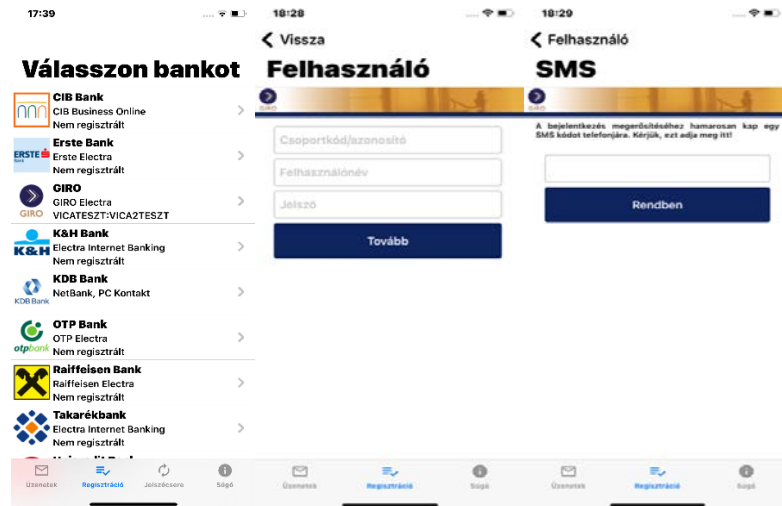 17:39
Válasszon bankot
CIB Bank
CIB Business Online
Nem regisztrált
ERSTE
Bank
Erste Bank
Erste Electra
Nem regisztrált
GIRO
GIRO
GIRO Electra
VICATESZT:VICA2TESZT
K&H
K&H Bank
Electra Internet Banking
Nem regisztrált
KDB Bank
KDB Bank
NetBank, PC Kontakt
otpbank
OTP Bank
OTP Electra
Nem regisztrált
Raiffeisen Bank
Raiffeisen Electra
Nem regisztrált
Takarékbank
Electra Internet Banking
Nem regisztrált
Üzenetek
Regisztráció
Jelszócsere
Súgó
18:28
Vissza
Felhasználó
GIRO
Csoportkód/azonosító
Felhasználónév
Jelszó
Tovább
Üzenetek
Regisztráció
Súgó
18:29
Felhasználó
SMS
GIRO
A bejelentkezés megerősítéséhez hamarosan kap egy
SMS kódot telefonjára. Kérjük, ezt adja meg itt!
Rendben
Üzenetek
Regisztráció
Súgó